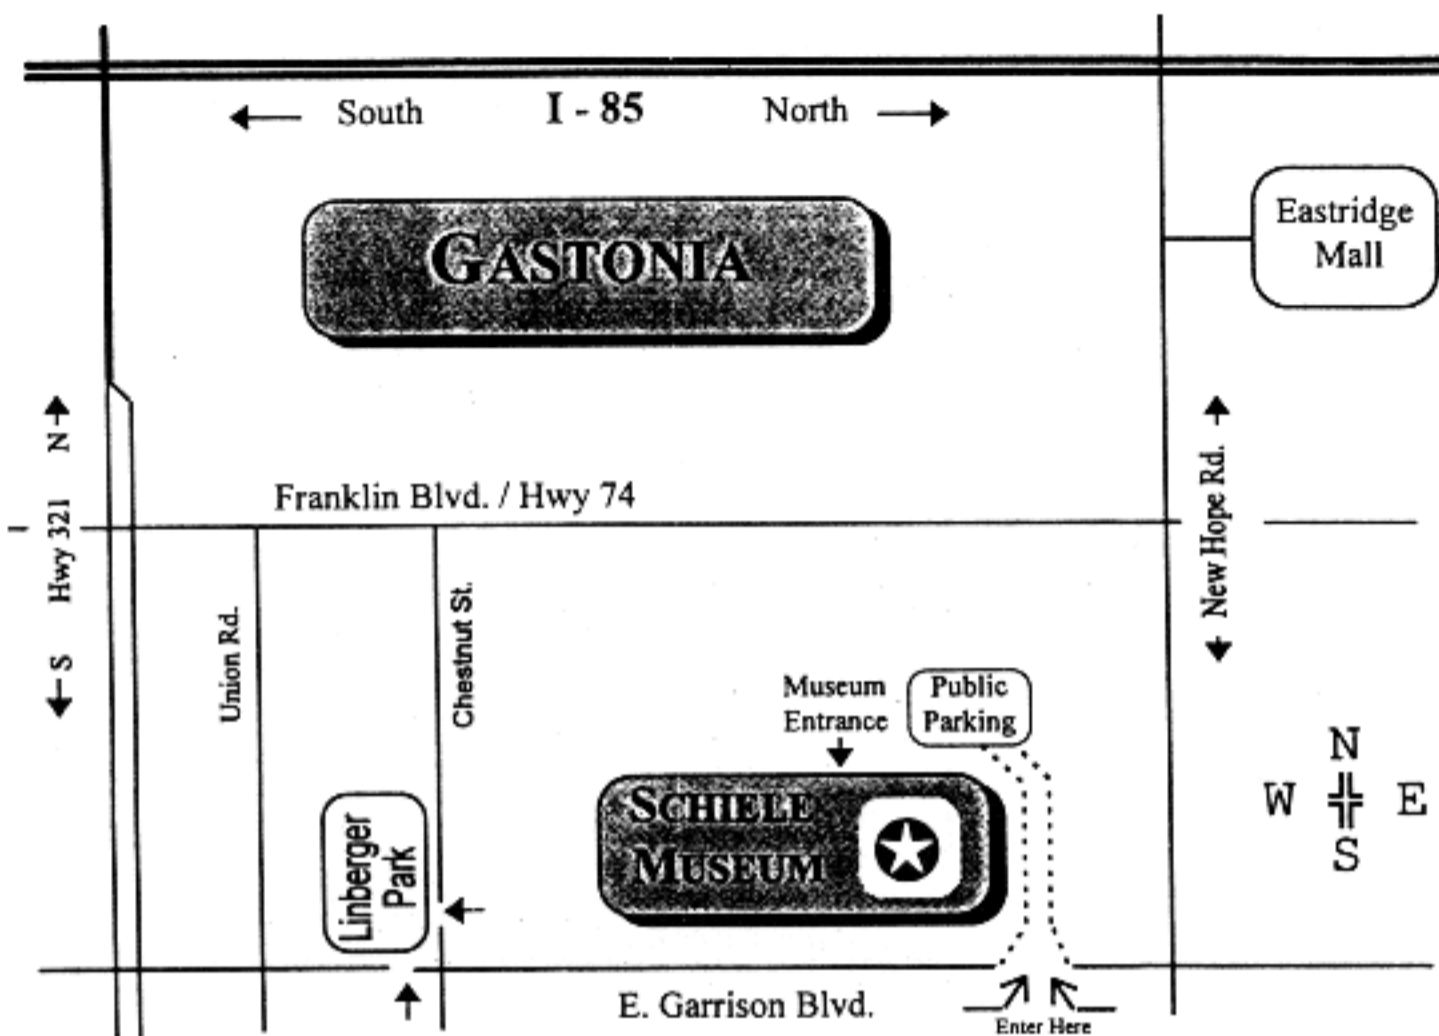 South I - 85 North
GASTONIA
Eastridge
Mall
S Hwy 321 N
Franklin Blvd. / Hwy 74
New Hope Rd.
Union Rd.
Chestnut St.
Museum
Entrance
Public
Parking
N
W E
S
SCHIELE
MUSEUM
Linberger
Park
E. Garrison Blvd.
Enter Here